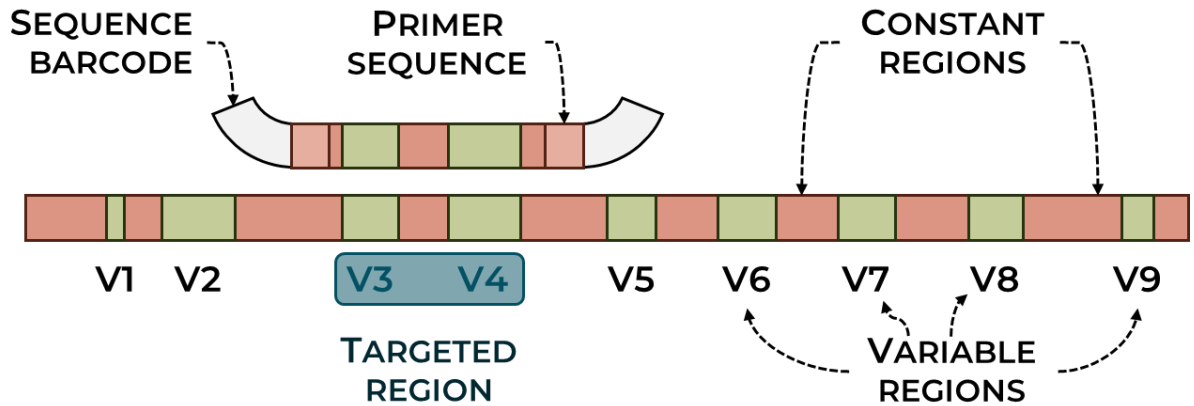 SEQUENCE
BARCODE
PRIMER
SEQUENCE
CONSTANT
REGIONS
V1 V2 V3 V4 V5 V6 V7 V8 V9
TARGETED
REGION
VARIABLE
REGIONS